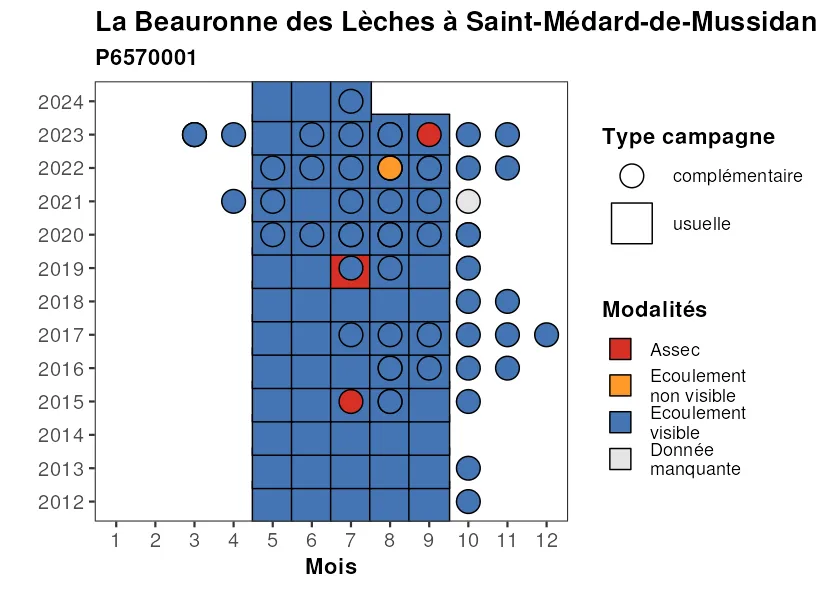 La Beauronne des Lèches à Saint-Médard-de-Mussidan
P6570001
2024
2023
2022
2021
2020
2019
2018
2017
2016
2015
2014
2013
2012
1 2 3 4 5 6 7 8 9 10 11 12
Mois
Type campagne
complémentaire
usuelle
Modalités
Assec
Ecoulement
non visible
Ecoulement
visible
Donnée
manquante